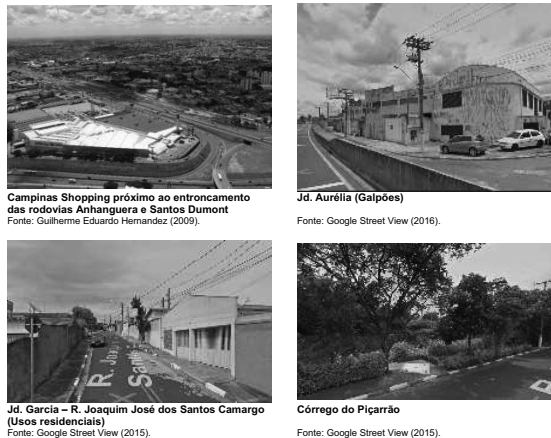 Campinas Shopping próximo ao entroncamento
das rodovias Anhanguera e Santos Dumont
Fonte: Guilherme Eduardo Hernandez (2009).
Jd. Aurélia (Galpões)
Fonte: Google Street View (2016).
R. Joaq
Santo
Jd. Garcia – R. Joaquim José dos Santos Camargo
(Usos residenciais)
Fonte: Google Street View (2015).
Córrego do Piçarrão
Fonte: Google Street View (2015).